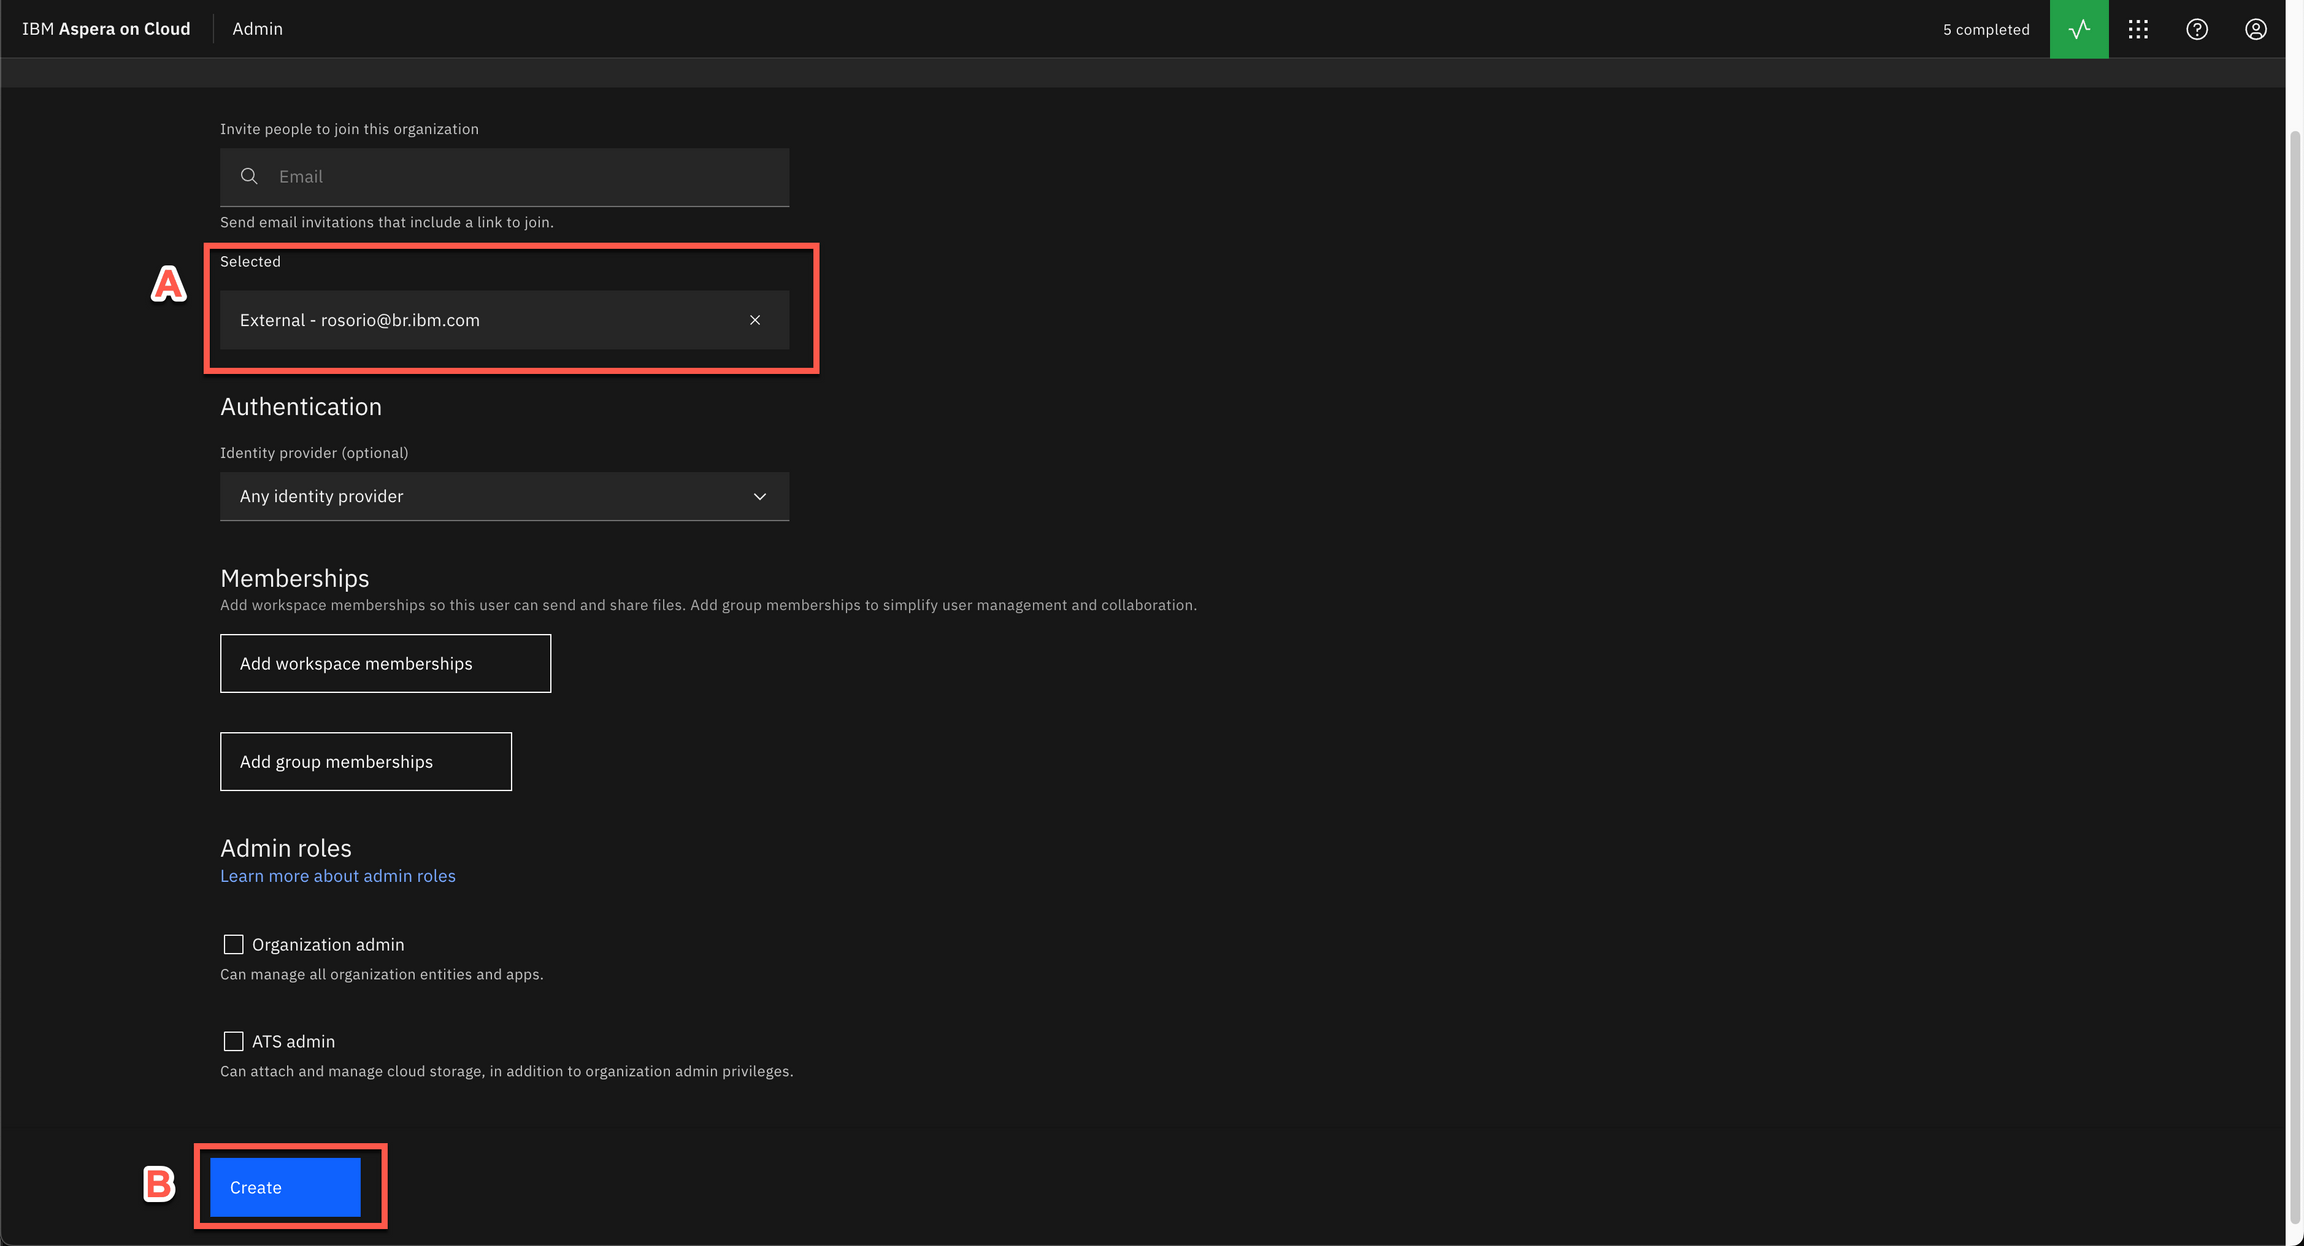 IBM Aspera on Cloud
Admin
5 completed
Invite people to join this organization
Email
Send email invitations that include a link to join.
A
Selected
External - rosorio@br.ibm.com
Authentication
Identity provider (optional)
Any identity provider
Memberships
Add workspace memberships so this user can send and share files. Add group memberships to simplify user management and collaboration.
Add workspace memberships
Add group memberships
Admin roles
Learn more about admin roles
Organization admin
Can manage all organization entities and apps.
ATS admin
Can attach and manage cloud storage, in addition to organization admin privileges.
B
Create